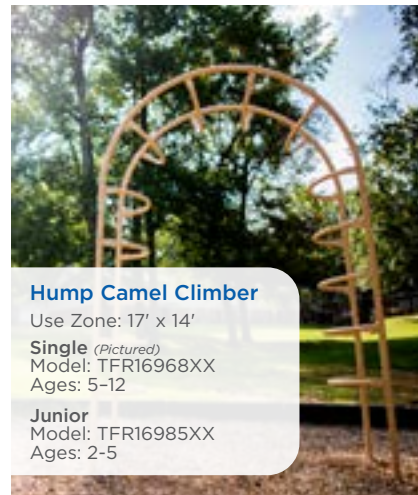 Hump Camel Climber
Use Zone: 17' x 14'
Single (Pictured)
Model: TFR16968XX
Ages: 5–12
Junior
Model: TFR16985XX
Ages: 2-5